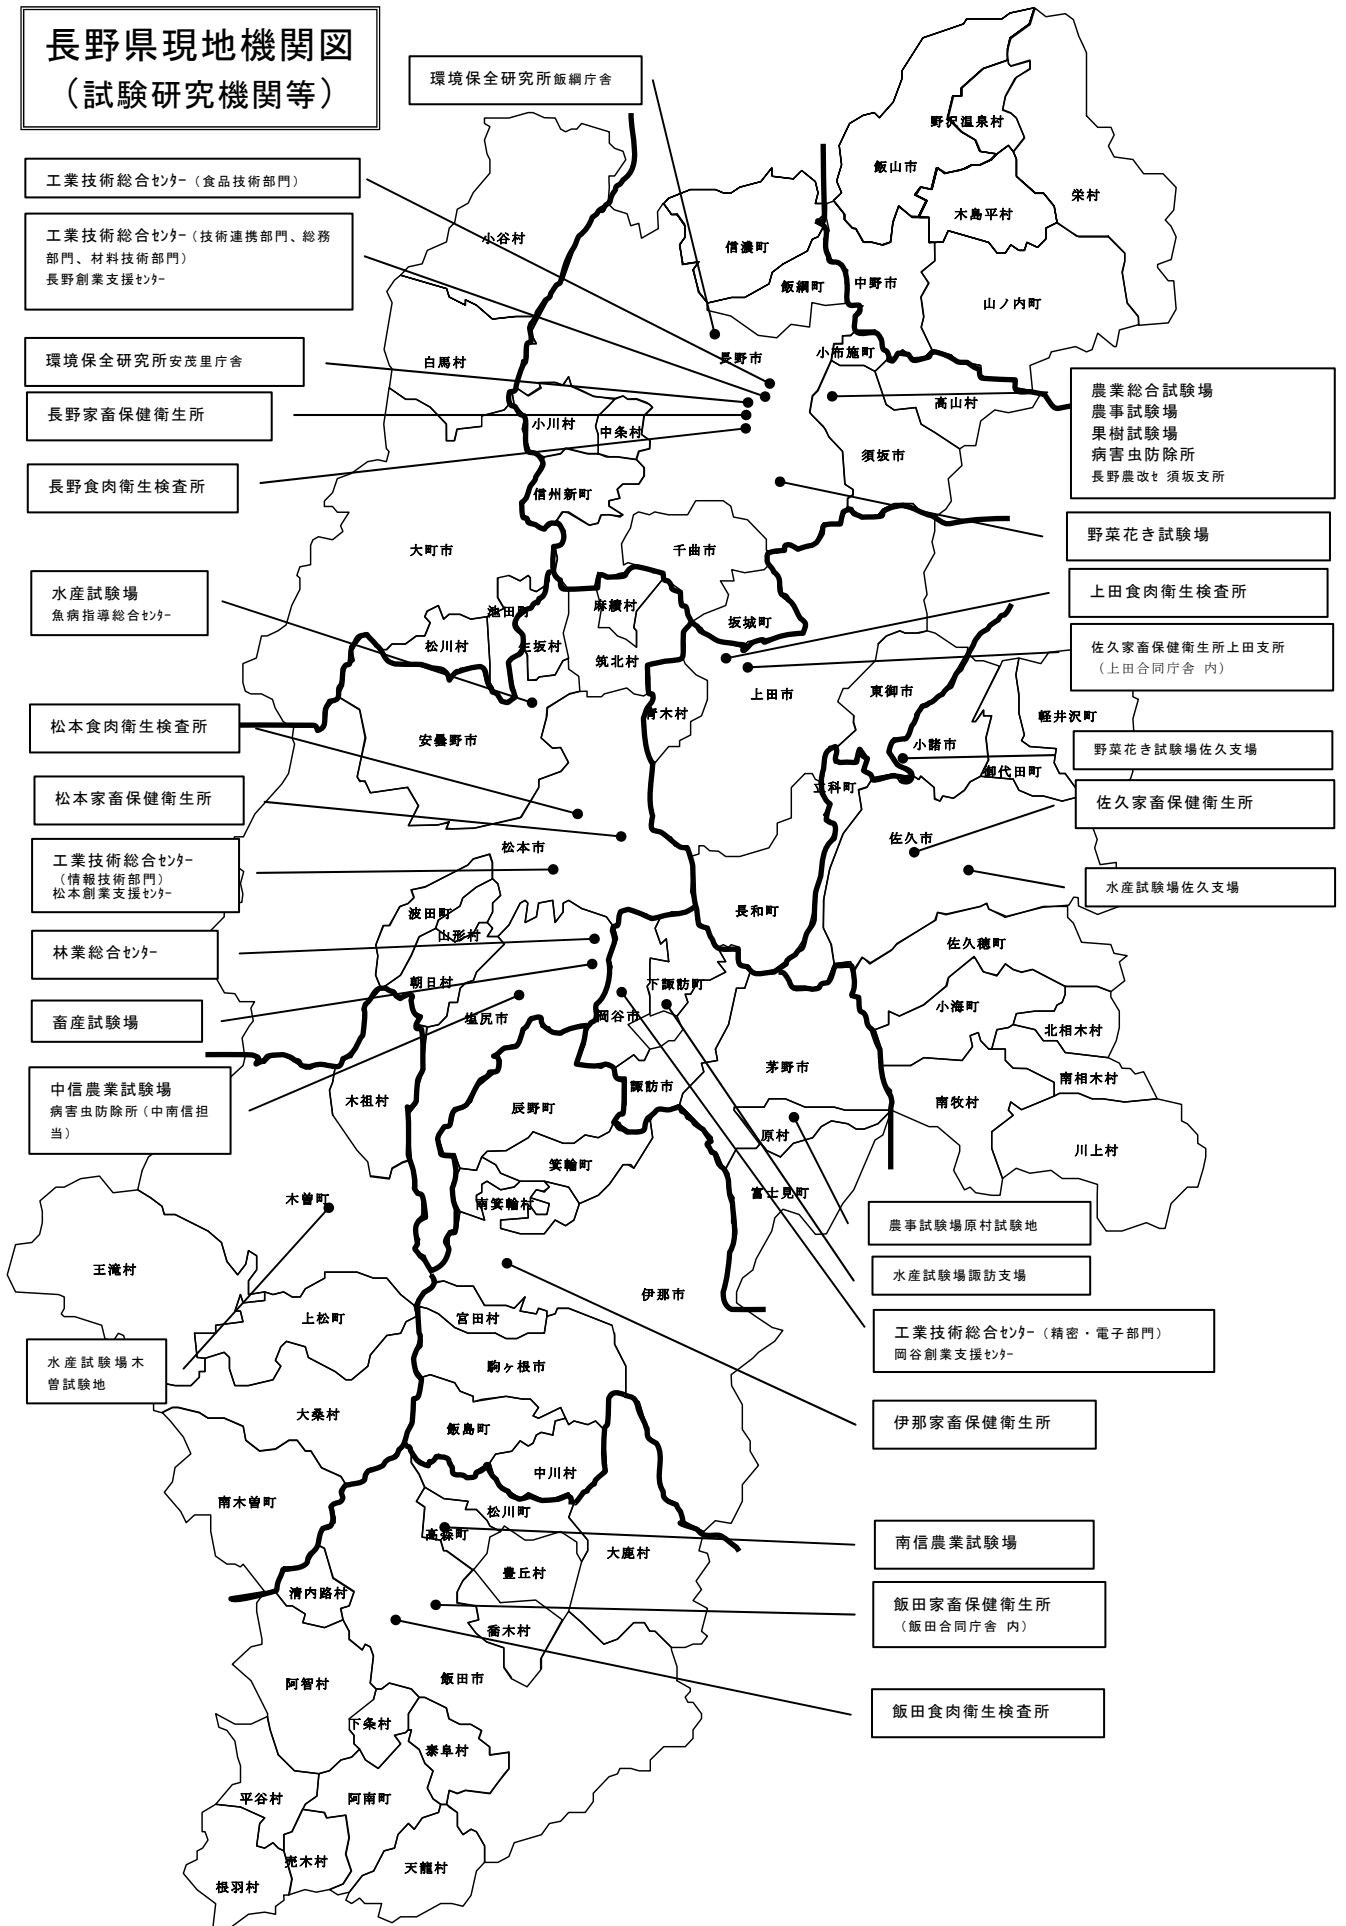 長野県現地機関図
（試験研究機関等）
環境保全研究所飯綱庁舎
工業技術総合ｾﾝﾀｰ（食品技術部門）
工業技術総合ｾﾝﾀｰ（技術連携部門、総務
部門、材料技術部門）
長野創業支援ｾﾝﾀｰ
環境保全研究所安茂里庁舎
長野家畜保健衛生所
長野食肉衛生検査所
水産試験場
魚病指導総合ｾﾝﾀｰ
松本食肉衛生検査所
松本家畜保健衛生所
工業技術総合ｾﾝﾀｰ
（情報技術部門）
松本創業支援ｾﾝﾀｰ
林業総合ｾﾝﾀｰ
畜産試験場
中信農業試験場
病害虫防除所（中南信担
当）
水産試験場木
曽試験地
農業総合試験場
農事試験場
果樹試験場
病害虫防除所
長野農改ｾ 須坂支所
野菜花き試験場
上田食肉衛生検査所
佐久家畜保健衛生所上田支所
（上田合同庁舎 内）
野菜花き試験場佐久支場
佐久家畜保健衛生所
水産試験場佐久支場
農事試験場原村試験地
水産試験場諏訪支場
工業技術総合ｾﾝﾀｰ（精密・電子部門）
岡谷創業支援ｾﾝﾀｰ
伊那家畜保健衛生所
南信農業試験場
飯田家畜保健衛生所
（飯田合同庁舎 内）
飯田食肉衛生検査所
野沢温泉村
飯山市
栄村
木島平村
小谷村
信濃町
飯綱町
中野市
山ノ内町
白馬村
長野市
小布施町
高山村
小川村
中条村
須坂市
信州新町
大町市
千曲市
池田町
麻績村
坂城町
松川村
生坂村
筑北村
上田市
東御市
青木村
軽井沢町
安曇野市
小諸市
御代田町
立科町
佐久市
松本市
波田町
山形村
長和町
佐久穂町
朝日村
下諏訪町
小海町
塩尻市
岡谷市
北相木村
茅野市
諏訪市
南相木村
木祖村
辰野町
南牧村
原村
川上村
箕輪町
富士見町
木曽町
南箕輪村
王滝村
伊那市
上松町
宮田村
駒ヶ根市
大桑村
飯島町
中川村
南木曽町
松川町
高森町
大鹿村
豊丘村
清内路村
喬木村
飯田市
阿智村
下条村
泰阜村
平谷村
阿南町
売木村
天龍村
根羽村